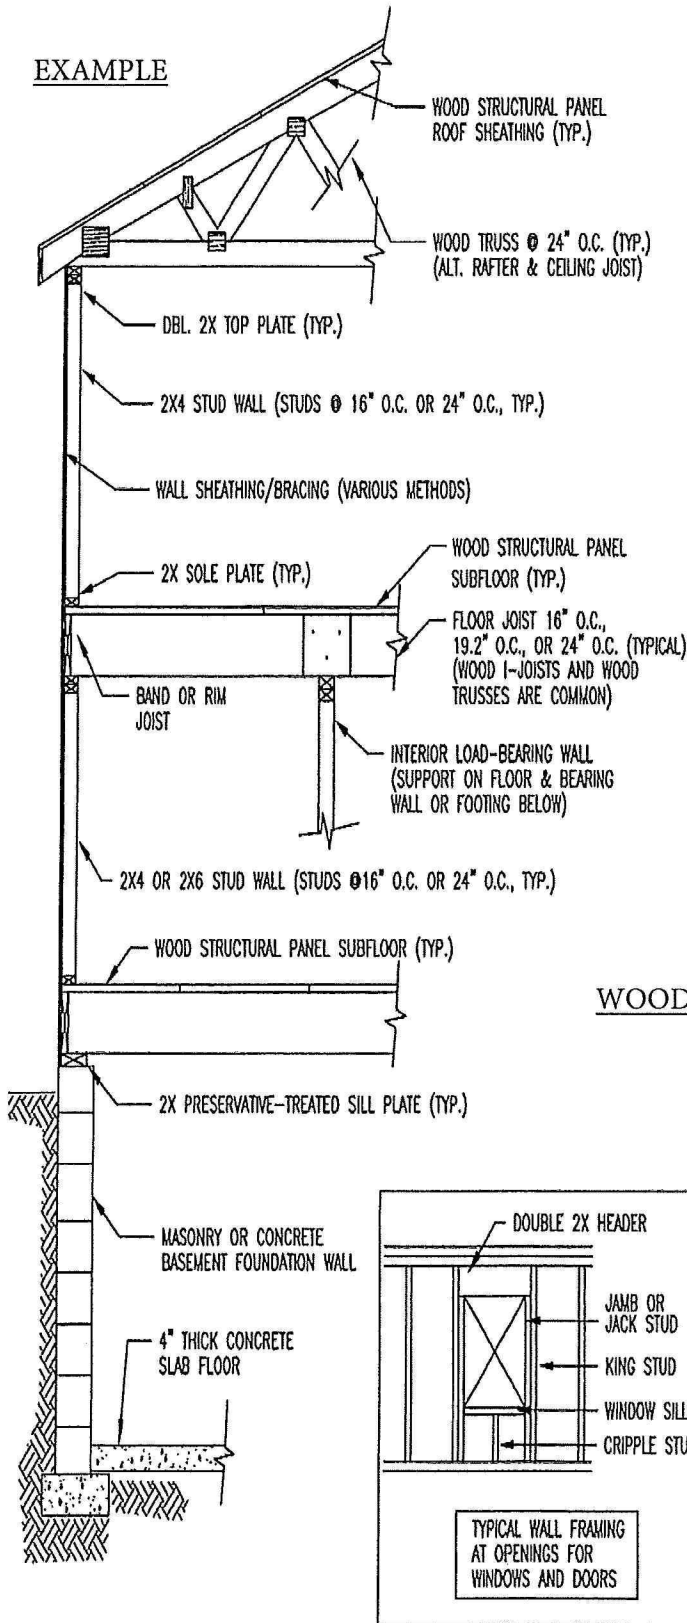 EXAMPLE
WOOD STRUCTURAL PANEL
ROOF SHEATHING (TYP.)
WOOD TRUSS @ 24" O.C. (TYP.)
(ALT. RAFTER & CEILING JOIST)
DBL. 2X TOP PLATE (TYP.)
2X4 STUD WALL (STUDS @ 16" O.C. OR 24" O.C., TYP.)
WALL SHEATHING/BRACING (VARIOUS METHODS)
WOOD STRUCTURAL PANEL
SUBFLOOR (TYP.)
2X SOLE PLATE (TYP.)
FLOOR JOIST 16" O.C.,
19.2" O.C., OR 24" O.C. (TYPICAL)
(WOOD I-JOISTS AND WOOD
TRUSSES ARE COMMON)
BAND OR RIM
JOIST
INTERIOR LOAD-BEARING WALL
(SUPPORT ON FLOOR & BEARING
WALL OR FOOTING BELOW)
2X4 OR 2X6 STUD WALL (STUDS @16" O.C. OR 24" O.C., TYP.)
WOOD STRUCTURAL PANEL SUBFLOOR (TYP.)
WOOD
2X PRESERVATIVE-TREATED SILL PLATE (TYP.)
MASONRY OR CONCRETE
BASEMENT FOUNDATION WALL
4" THICK CONCRETE
SLAB FLOOR
DOUBLE 2X HEADER
JAMB OR
JACK STUD
KING STUD
WINDOW SILL
CRIPPLE STU
TYPICAL WALL FRAMING
AT OPENINGS FOR
WINDOWS AND DOORS